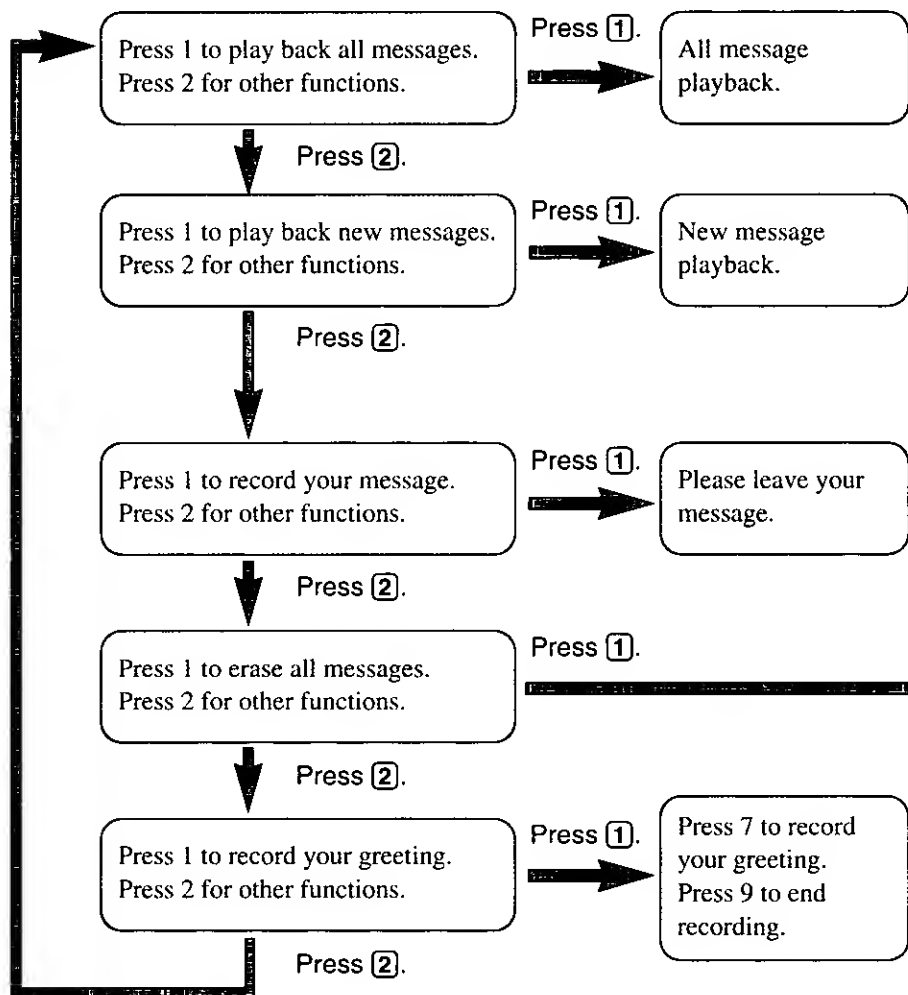 Press 1 to play back all messages.
Press 2 for other functions.
Press 1.
All message
playback.
Press 2.
Press 1 to play back new messages.
Press 2 for other functions.
Press 1.
New message
playback.
Press 2.
Press 1 to record your message.
Press 2 for other functions.
Press 1.
Please leave your
message.
Press 2.
Press 1 to erase all messages.
Press 2 for other functions.
Press 1.
Press 2.
Press 1 to record your greeting.
Press 2 for other functions.
Press 1.
Press 7 to record
your greeting.
Press 9 to end
recording.
Press 2.